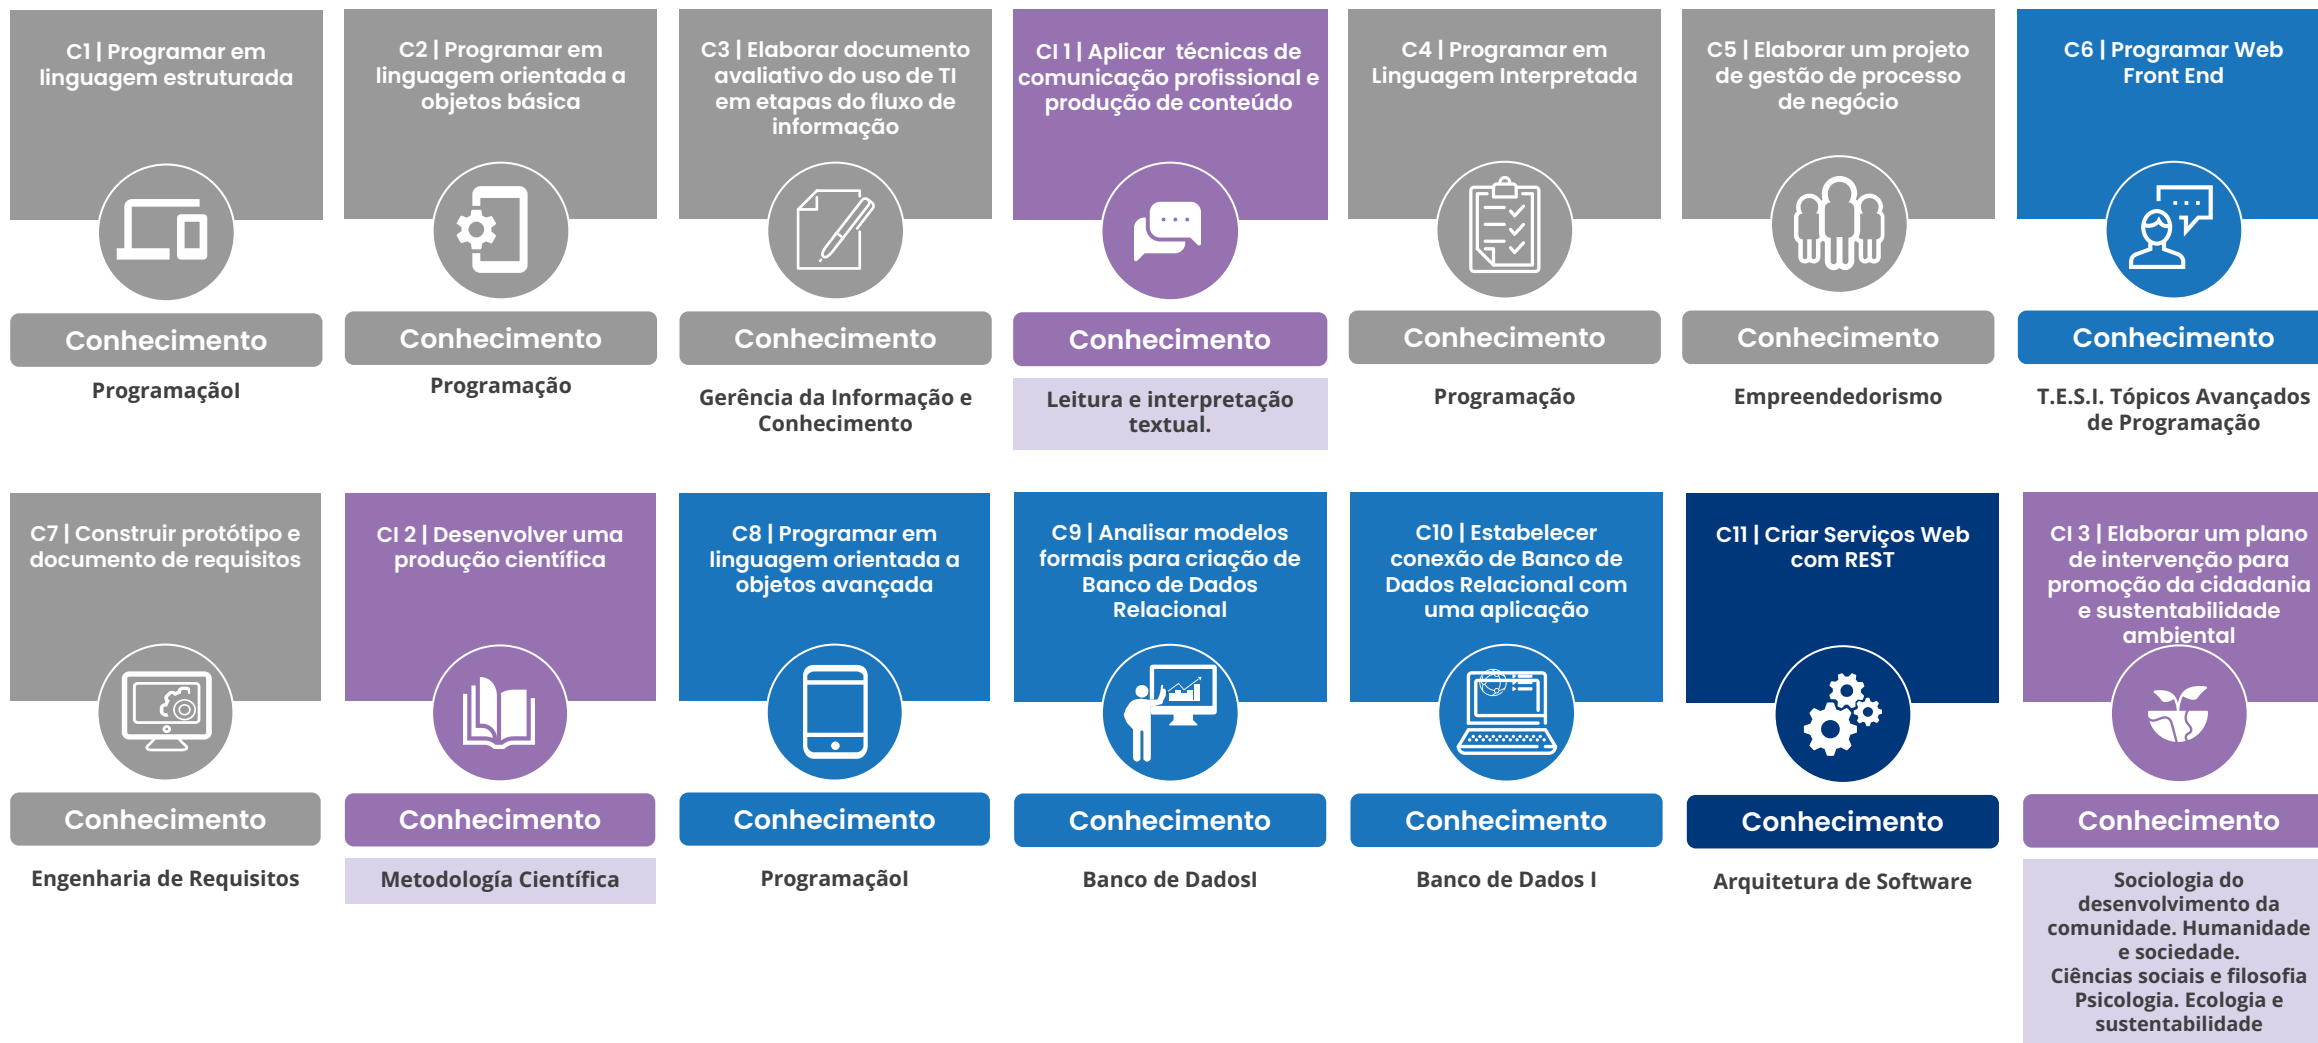 C1 | Programar em
linguagem estruturada
Conhecimento
ProgramaçãoI
C2 | Programar em
linguagem orientada a
objetos básica
Conhecimento
Programação
C3 | Elaborar documento
avaliativo do uso de TI
em etapas do fluxo de
informação
Conhecimento
Gerência da Informação e
Conhecimento
CI 1 | Aplicar técnicas de
comunicação profissional e
produção de conteúdo
Conhecimento
Leitura e interpretação
textual.
C4 | Programar em
Linguagem Interpretada
Conhecimento
Programação
C5 | Elaborar um projeto
de gestão de processo
de negócio
Conhecimento
Empreendedorismo
C6 | Programar Web
Front End
Conhecimento
T.E.S.I. Tópicos Avançados
de Programação
C7 | Construir protótipo e
documento de requisitos
Conhecimento
Engenharia de Requisitos
CI 2 | Desenvolver uma
produção científica
Conhecimento
Metodología Científica
C8 | Programar em
linguagem orientada a
objetos avançada
Conhecimento
ProgramaçãoI
C9 | Analisar modelos
formais para criação de
Banco de Dados
Relacional
Conhecimento
Banco de DadosI
C10 | Estabelecer
conexão de Banco de
Dados Relacional com
uma aplicação
Conhecimento
Banco de Dados I
C11 | Criar Serviços Web
com REST
Conhecimento
Arquitetura de Software
CI 3 | Elaborar um plano
de intervenção para
promoção da cidadania
e sustentabilidade
ambiental
Conhecimento
Sociologia do
desenvolvimento da
comunidade. Humanidade
e sociedade.
Ciências sociais e filosofia
Psicologia. Ecologia e
sustentabilidade